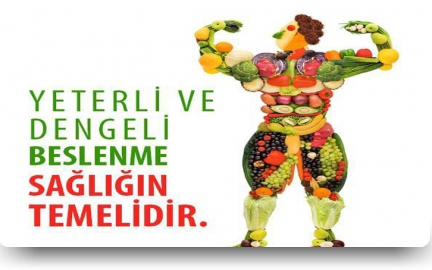 YETERLİ VE
DENGELİ
BESLENME
SAĞLIĞIN
TEMELİDİR.